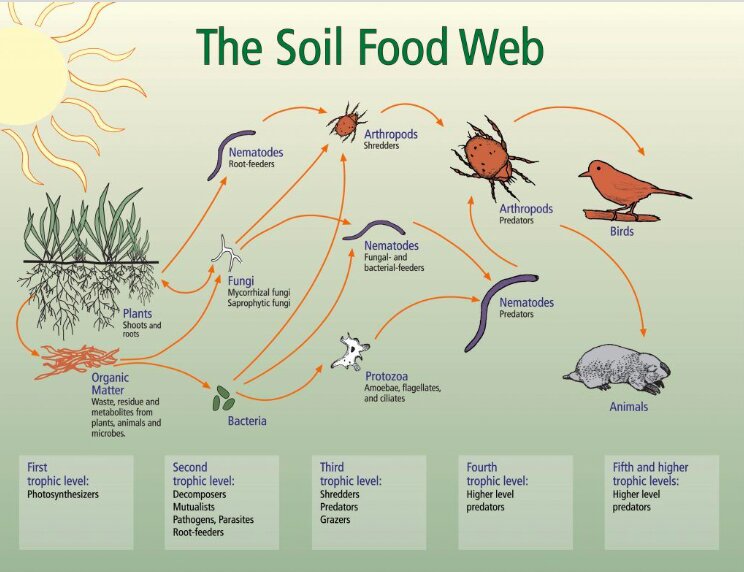 The Soil Food Web
Nematodes
Root-feeders
Arthropods
Shredders
Arthropods
Predators
Birds
Nematodes
Fungal- and
bacterial-feeders
Fungi
Mycorrhizal fungi
Saprophytic fungi
Nematodes
Predators
Plants
Shoots and
roots
Organic
Matter
Waste, residue and
metabolites from
plants, animals and
microbes.
Bacteria
Protozoa
Amoebae, flagellates,
and ciliates
Animals
First
trophic level:
Photosynthesizers
Second
trophic level:
Decomposers
Mutualists
Pathogens, Parasites
Root-feeders
Third
trophic level:
Shredders
Predators
Grazers
Fourth
trophic level:
Higher level
predators
Fifth and higher
trophic levels:
Higher level
predators